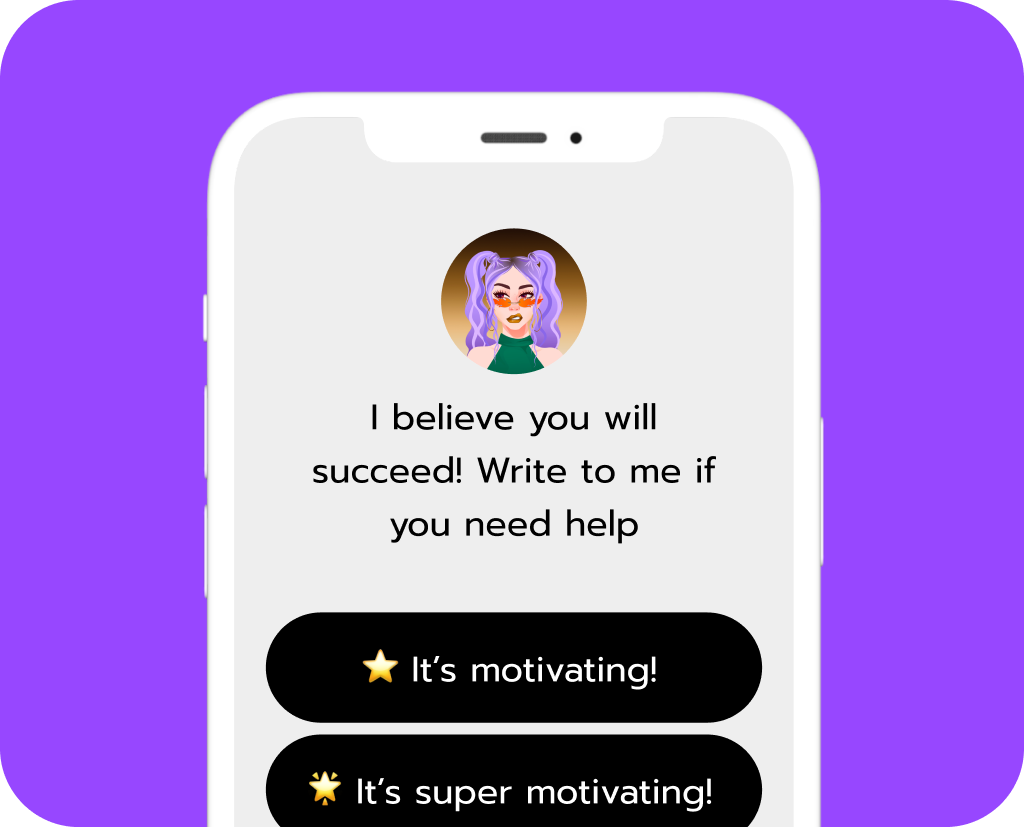 I believe you will
succeed! Write to me if
you need help
⭐ It’s motivating!
🌟 It’s super motivating!